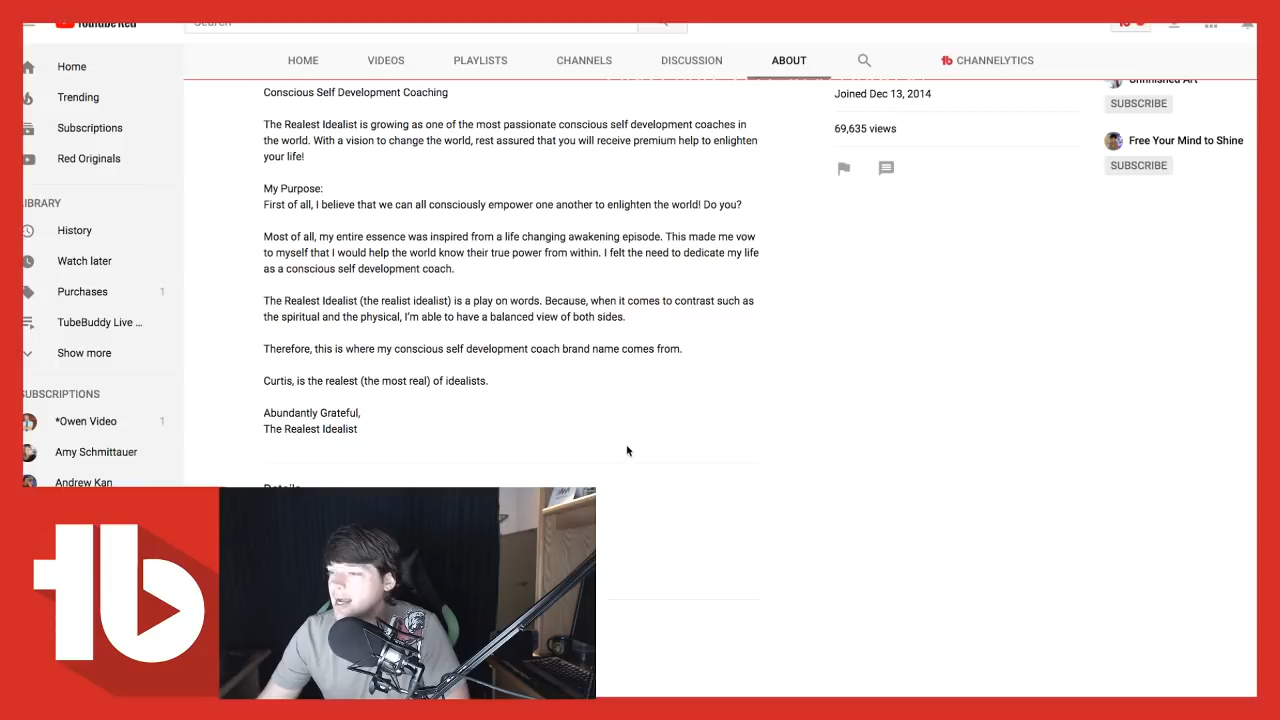 YouTube Red
Search
HOME
VIDEOS
PLAYLISTS
CHANNELS
DISCUSSION
ABOUT
CHANNELYTICS
Home
Trending
Subscriptions
Red Originals
LIBRARY
History
Watch later
Purchases 1
TubeBuddy Live ...
Show more
SUBSCRIPTIONS
*Owen Video 1
Amy Schmittauer
Andrew Kan
Conscious Self Development Coaching
The Realest Idealist is growing as one of the most passionate conscious self development coaches in
the world. With a vision to change the world, rest assured that you will receive premium help to enlighten
your life!
My Purpose:
First of all, I believe that we can all consciously empower one another to enlighten the world! Do you?
Most of all, my entire essence was inspired from a life changing awakening episode. This made me vow
to myself that I would help the world know their true power from within. I felt the need to dedicate my life
as a conscious self development coach.
The Realest Idealist (the realist idealist) is a play on words. Because, when it comes to contrast such as
the spiritual and the physical, I'm able to have a balanced view of both sides.
Therefore, this is where my conscious self development coach brand name comes from.
Curtis, is the realest (the most real) of idealists.
Abundantly Grateful,
The Realest Idealist
Details
Joined Dec 13, 2014
69,635 views
Unfinished Art
SUBSCRIBE
Free Your Mind to Shine
SUBSCRIBE
tb